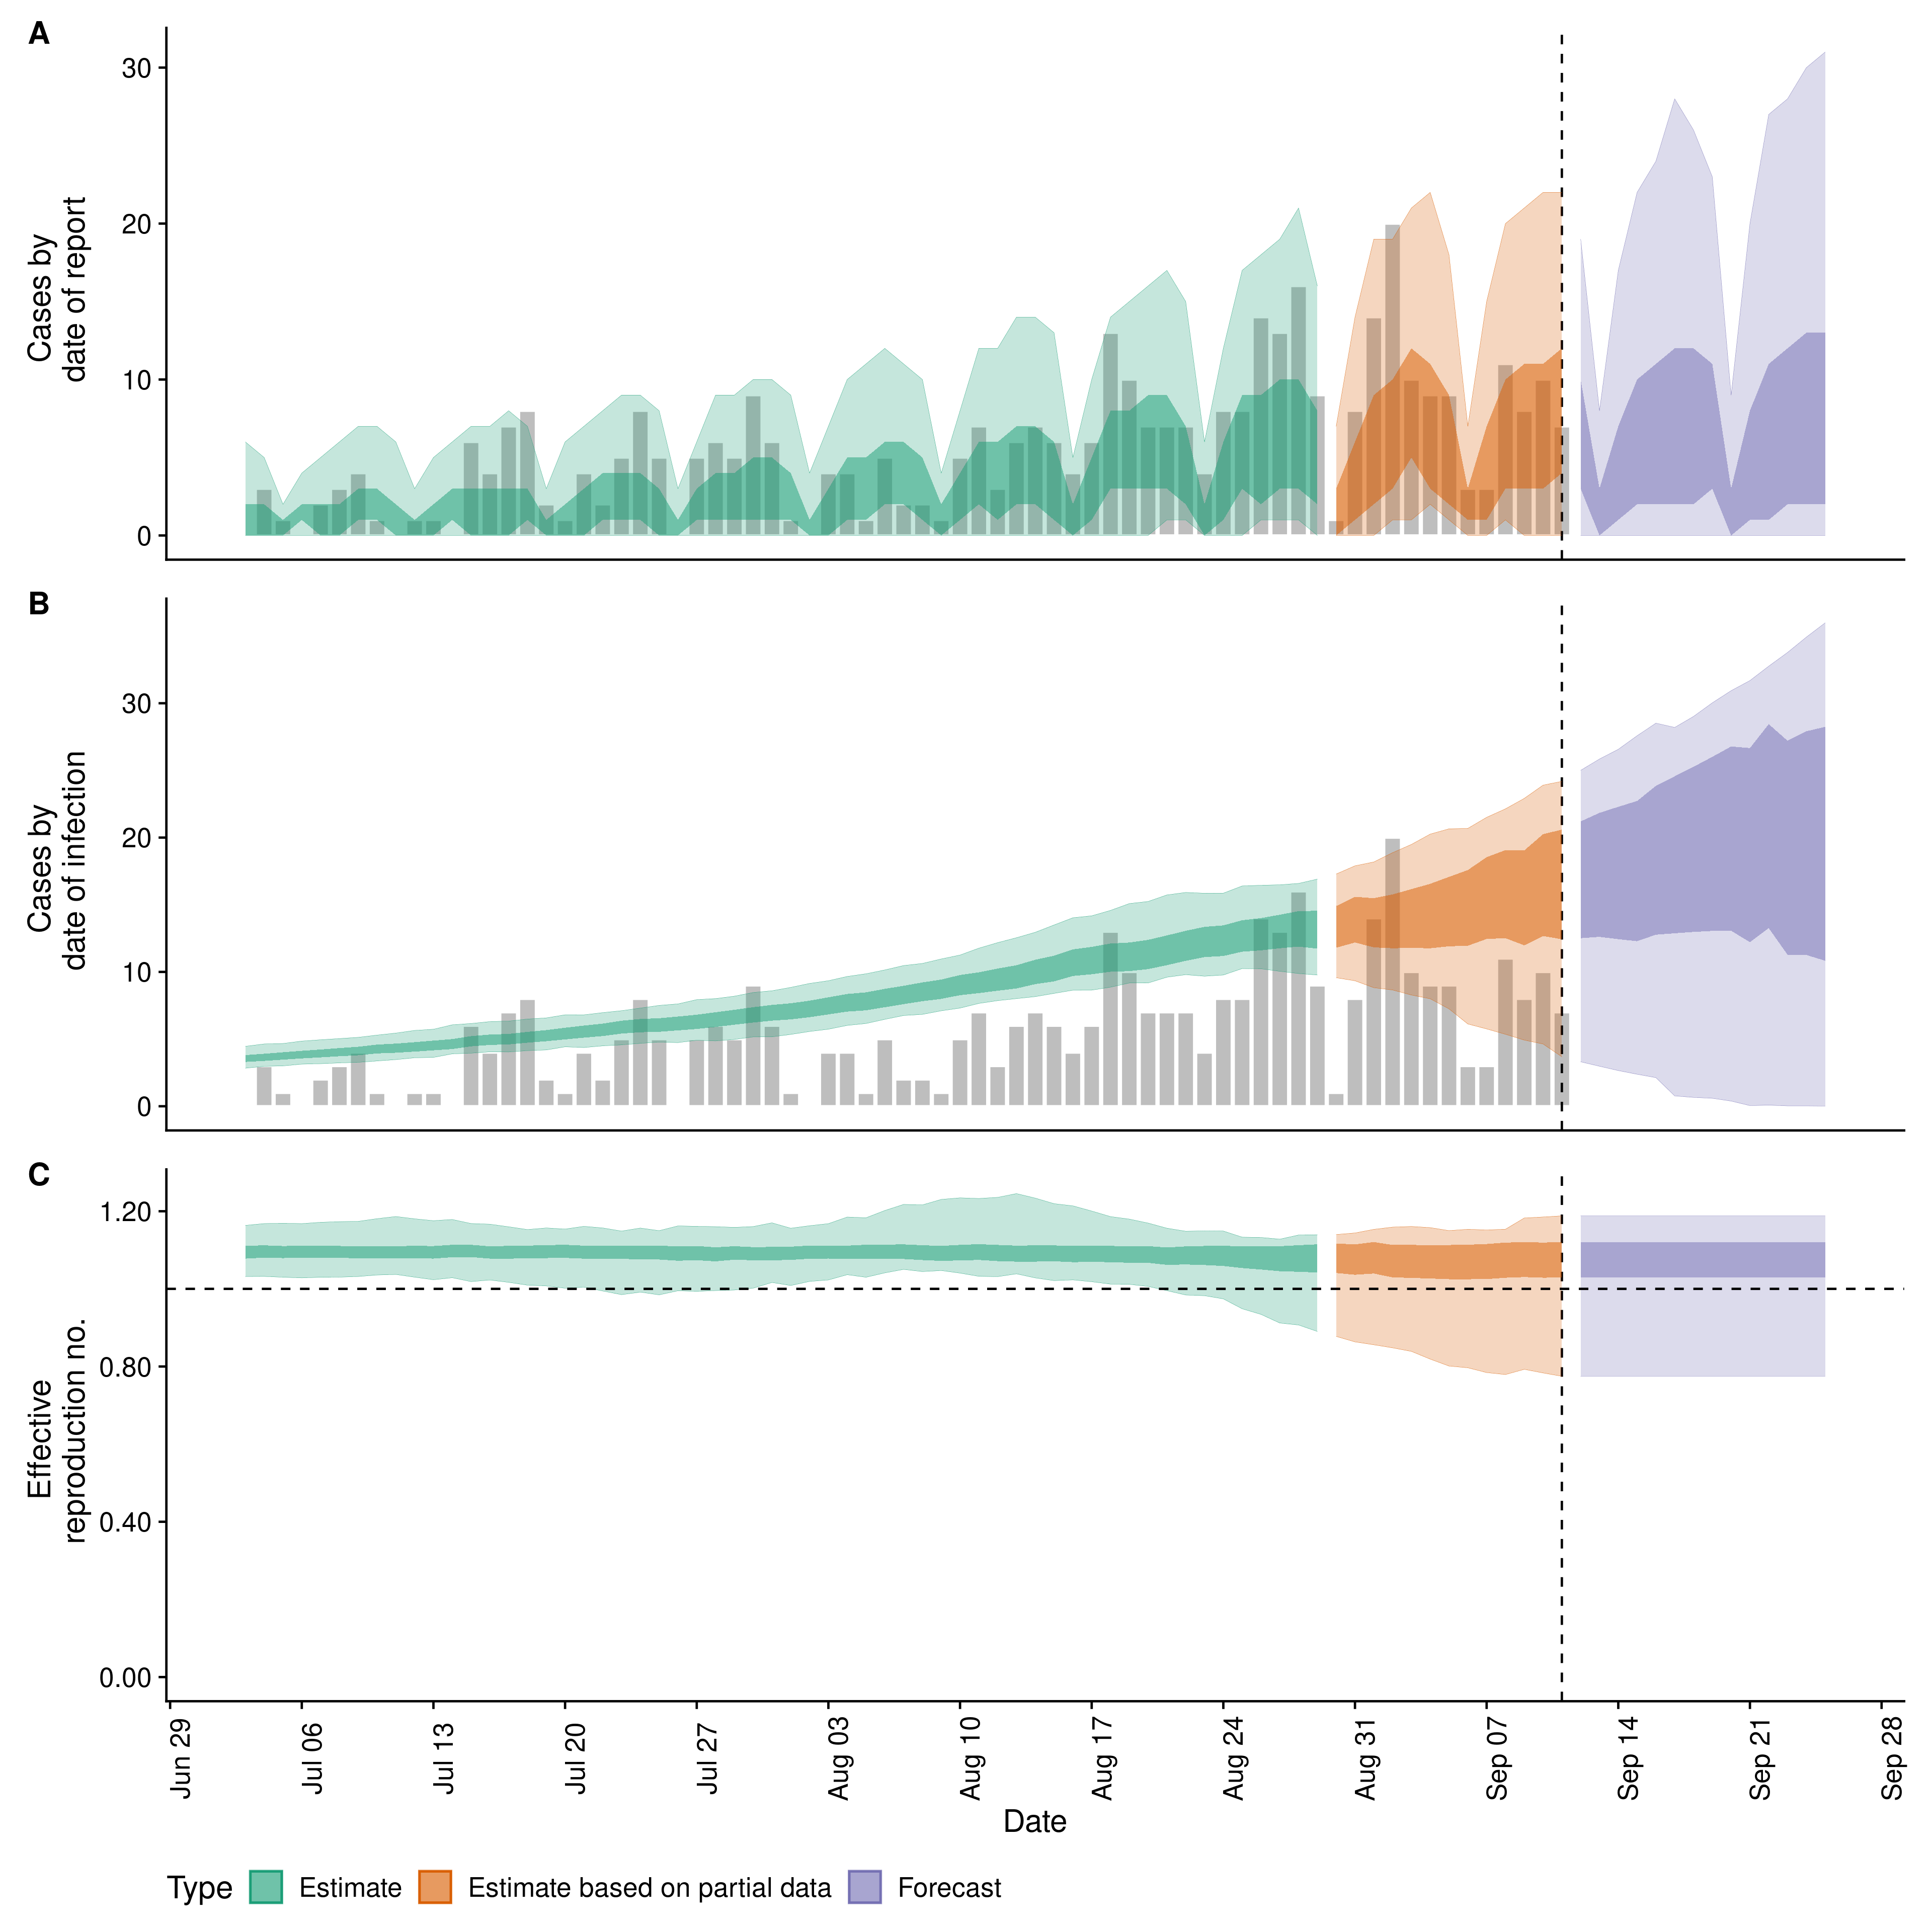 A
Cases by
date of report
30
20
10
0
B
Cases by
date of infection
30
20
10
0
C
Effective
reproduction no.
1.20
0.80
0.40
0.00
Jun 29
Jul 06
Jul 13
Jul 20
Jul 27
Aug 03
Aug 10
Aug 17
Aug 24
Aug 31
Sep 07
Sep 14
Sep 21
Sep 28
Date
Type Estimate Estimate based on partial data Forecast